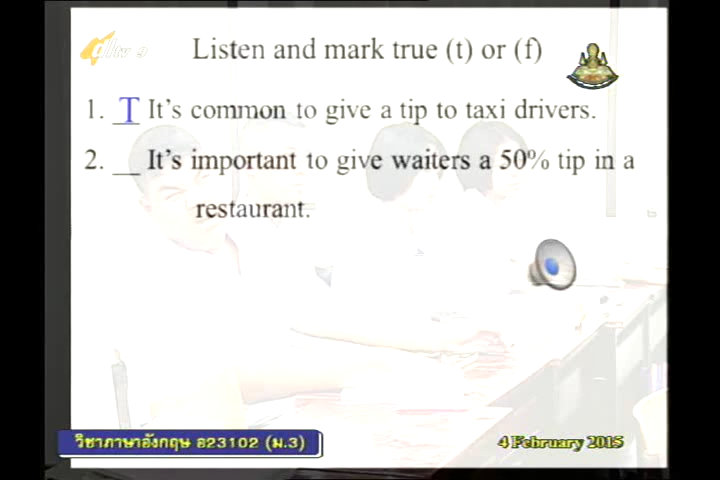 Listen and mark true (t) or (f)
1. T It's common to give a tip to taxi drivers.
2. __ It's important to give waiters a 50% tip in a
restaurant.
วิชาภาษาอังกฤษ อ23102 (ม.3)
4 February 2015